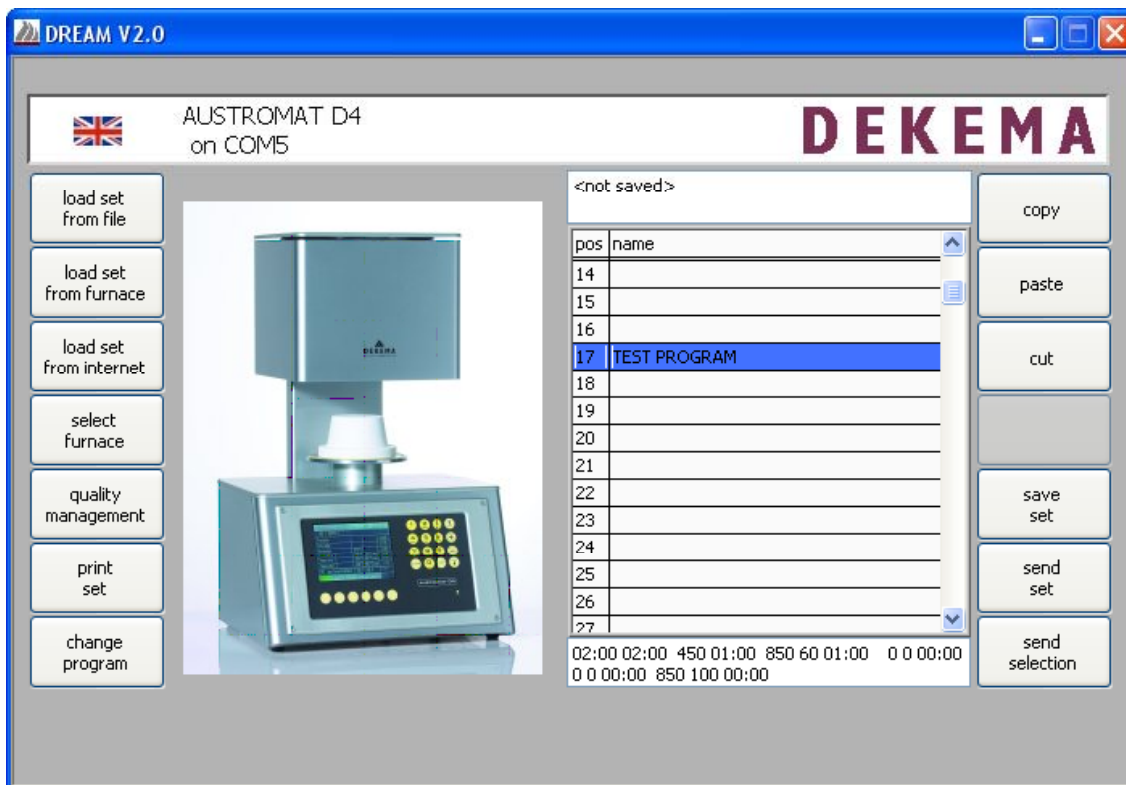 DREAM V2.0
AUSTROMAT D4
on COM5
DEKEMA
load set
from file
load set
from furnace
load set
from internet
select
furnace
quality
management
print
set
change
program
DEKEMA
<not saved>
pos name
14
15
16
17 TEST PROGRAM
18
19
20
21
22
23
24
25
26
27
02:00 02:00 450 01:00 850 60 01:00 0 0 00:00
0 0 00:00 850 100 00:00
copy
paste
cut
save
set
send
set
send
selection